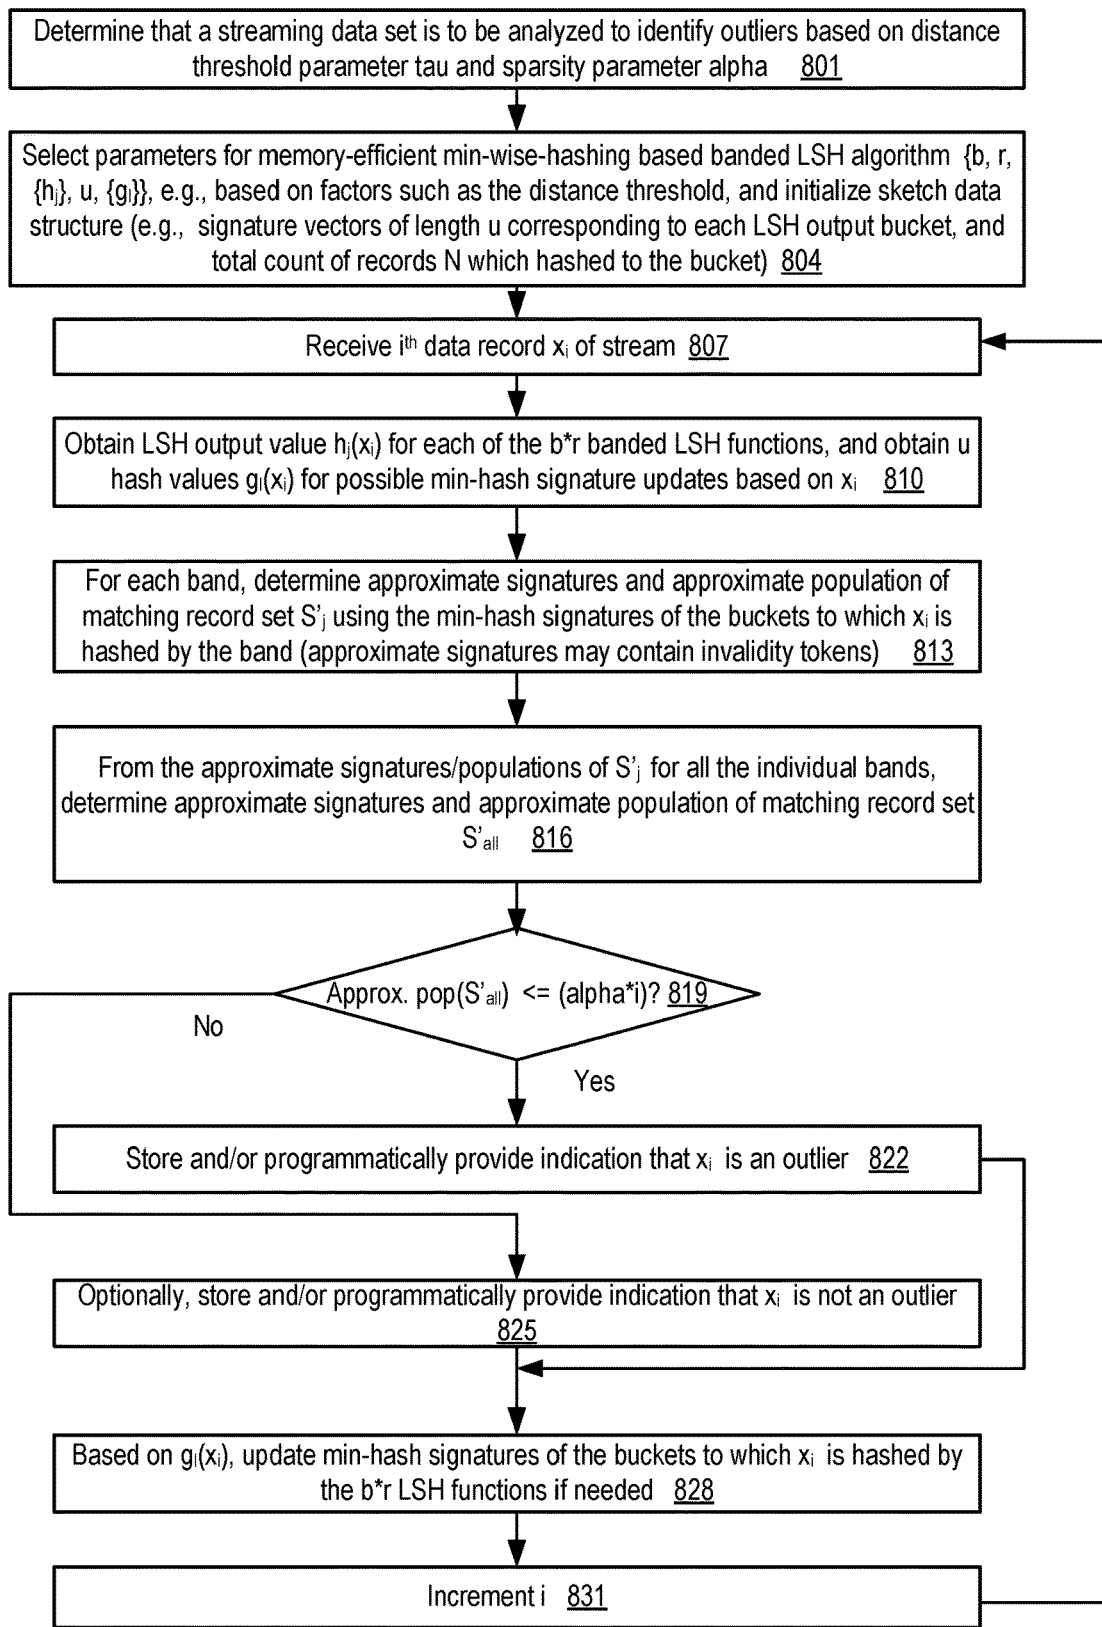 Determine that a streaming data set is to be analyzed to identify outliers based on distance
threshold parameter tau and sparsity parameter alpha 801
Select parameters for memory-efficient min-wise-hashing based banded LSH algorithm {b, r,
{hj}, u, {gl}}, e.g., based on factors such as the distance threshold, and initialize sketch data
structure (e.g., signature vectors of length u corresponding to each LSH output bucket, and
total count of records N which hashed to the bucket) 804
Receive ith data record xi of stream 807
Obtain LSH output value hj(xi) for each of the b*r banded LSH functions, and obtain u
hash values gl(xi) for possible min-hash signature updates based on xi 810
For each band, determine approximate signatures and approximate population of
matching record set S'j using the min-hash signatures of the buckets to which xi is
hashed by the band (approximate signatures may contain invalidity tokens) 813
From the approximate signatures/populations of S'j for all the individual bands,
determine approximate signatures and approximate population of matching record set
S'all 816
Approx. pop(S'all) <= (alpha*i)? 819
No
Yes
Store and/or programmatically provide indication that xi is an outlier 822
Optionally, store and/or programmatically provide indication that xi is not an outlier
825
Based on gl(xi), update min-hash signatures of the buckets to which xi is hashed by
the b*r LSH functions if needed 828
Increment i 831